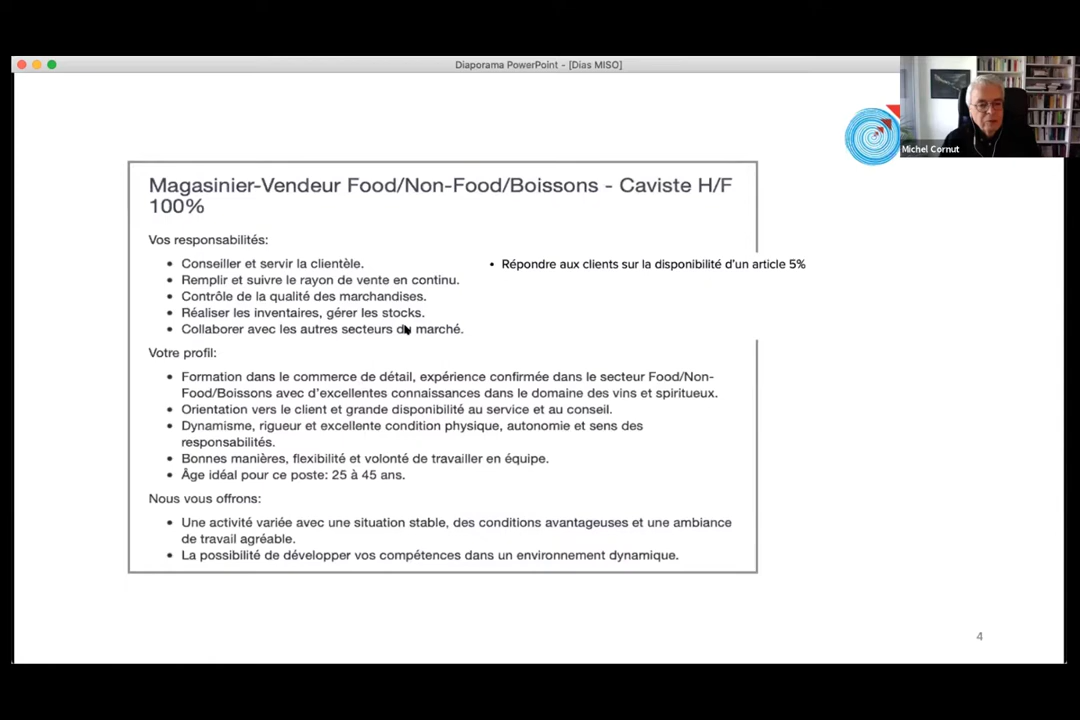 Diaporama PowerPoint - [Dias MISO]
Michel Cornut
Magasinier-Vendeur Food/Non-Food/Boissons - Caviste H/F
100%
Vos responsabilités:
• Conseiller et servir la clientèle.
• Répondre aux clients sur la disponibilité d'un article 5%
• Remplir et suivre le rayon de vente en continu.
• Contrôle de la qualité des marchandises.
• Réaliser les inventaires, gérer les stocks.
• Collaborer avec les autres secteurs du marché.
Votre profil:
• Formation dans le commerce de détail, expérience confirmée dans le secteur Food/Non-
Food/Boissons avec d'excellentes connaissances dans le domaine des vins et spiritueux.
• Orientation vers le client et grande disponibilité au service et au conseil.
• Dynamisme, rigueur et excellente condition physique, autonomie et sens des
responsabilités.
• Bonnes manières, flexibilité et volonté de travailler en équipe.
• Âge idéal pour ce poste: 25 à 45 ans.
Nous vous offrons:
• Une activité variée avec une situation stable, des conditions avantageuses et une ambiance
de travail agréable.
• La possibilité de développer vos compétences dans un environnement dynamique.
4